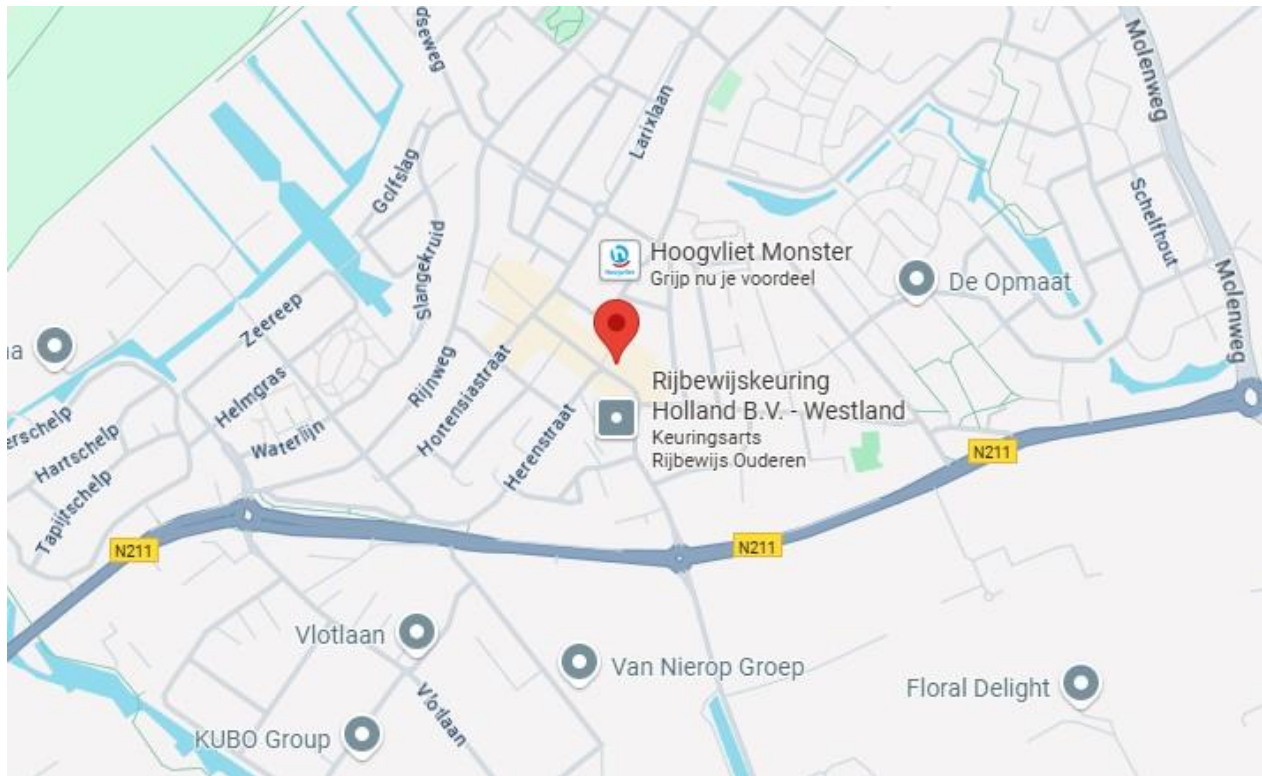 dseweg
Molenweg
Larixlaan
Golfslag
Schelfhout
Slangekruid
Hoogvliet Monster
Grijp nu je voordeel
De Opmaat
Molenweg
Zeereep
na
Rijnweg
Hortensiastraat
Helmgras
Rijbewijskeuring
Holland B.V. - Westland
Keuringsarts
Rijbewijs Ouderen
erschelp
Hartschelp
Waterlijn
Herenstraat
Tapijtschelp
N211
N211
N211
Vlotlaan
Van Nierop Groep
Floral Delight
Vlotlaan
KUBO Group